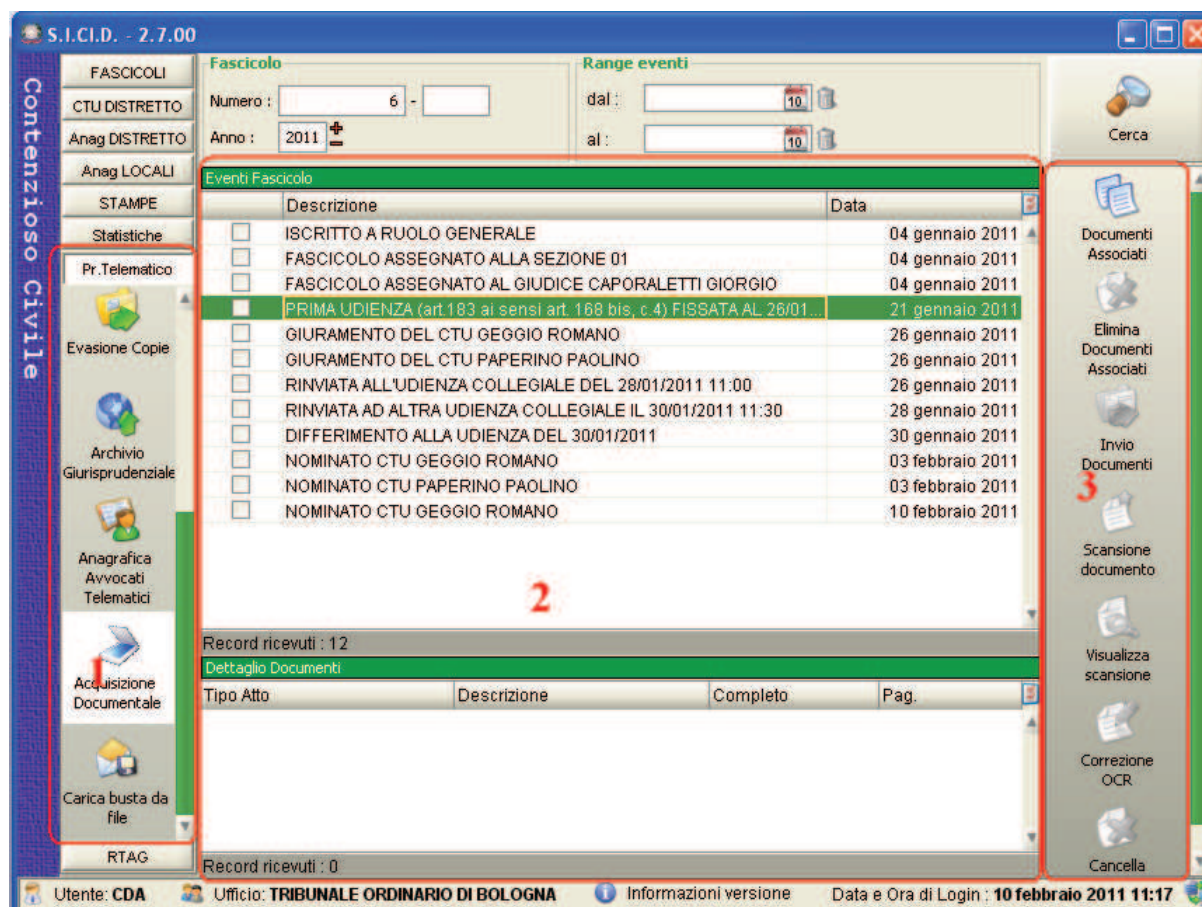 S.I.CI.D. - 2.7.00
Contenzioso Civile
FASCICOLI
CTU DISTRETTO
Anag DISTRETTO
Anag LOCALI
STAMPE
Statistiche
Pr.Telematico
Evasione Copie
Archivio
Giurisprudenziale
Anagrafica
Avvocati
Telematici
1
Acquisizione
Documentale
Carica busta da
file
RTAG
Fascicolo
Numero : 6 -
Anno : 2011
Range eventi
dal : 10
al : 10
Cerca
Eventi Fascicolo
Descrizione Data
ISCRITTO A RUOLO GENERALE 04 gennaio 2011
FASCICOLO ASSEGNATO ALLA SEZIONE 01 04 gennaio 2011
FASCICOLO ASSEGNATO AL GIUDICE CAPORALETTI GIORGIO 04 gennaio 2011
PRIMA UDIENZA (art.183 ai sensi art. 168 bis, c.4) FISSATA AL 26/01... 21 gennaio 2011
GIURAMENTO DEL CTU GEGGIO ROMANO 26 gennaio 2011
GIURAMENTO DEL CTU PAPERINO PAOLINO 26 gennaio 2011
RINVIATA ALL'UDIENZA COLLEGIALE DEL 28/01/2011 11:00 26 gennaio 2011
RINVIATA AD ALTRA UDIENZA COLLEGIALE IL 30/01/2011 11:30 28 gennaio 2011
DIFFERIMENTO ALLA UDIENZA DEL 30/01/2011 30 gennaio 2011
NOMINATO CTU GEGGIO ROMANO 03 febbraio 2011
NOMINATO CTU PAPERINO PAOLINO 03 febbraio 2011
NOMINATO CTU GEGGIO ROMANO 10 febbraio 2011
2
Record ricevuti : 12
Dettaglio Documenti
Tipo Atto Descrizione Completo Pag.
Record ricevuti : 0
Documenti
Associati
Elimina
Documenti
Associati
Invio
Documenti
3
Scansione
documento
Visualizza
scansione
Correzione
OCR
Cancella
Utente: CDA Ufficio: TRIBUNALE ORDINARIO DI BOLOGNA Informazioni versione Data e Ora di Login : 10 febbraio 2011 11:17